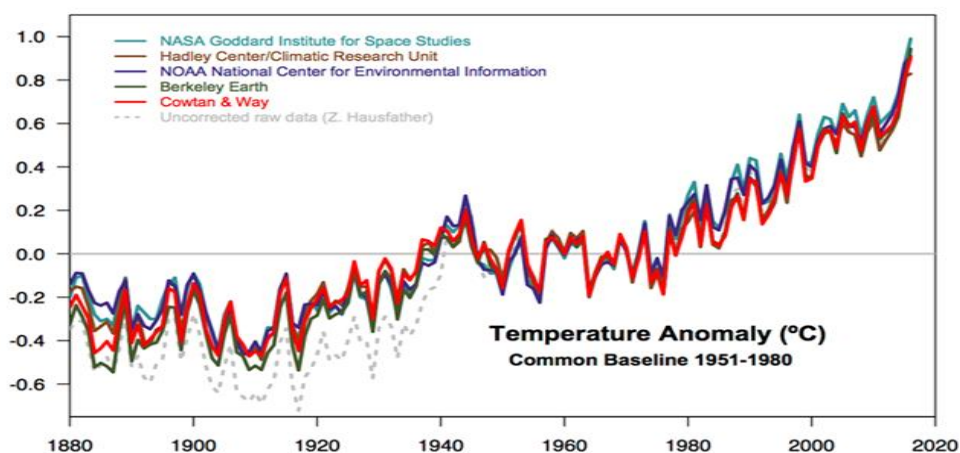 1.0
0.8
0.6
0.4
0.2
0.0
-0.2
-0.4
-0.6
NASA Goddard Institute for Space Studies
Hadley Center/Climatic Research Unit
NOAA National Center for Environmental Information
Berkeley Earth
Cowtan & Way
Uncorrected raw data (Z. Hausfather)
Temperature Anomaly (ºC)
Common Baseline 1951-1980
1880 1900 1920 1940 1960 1980 2000 2020